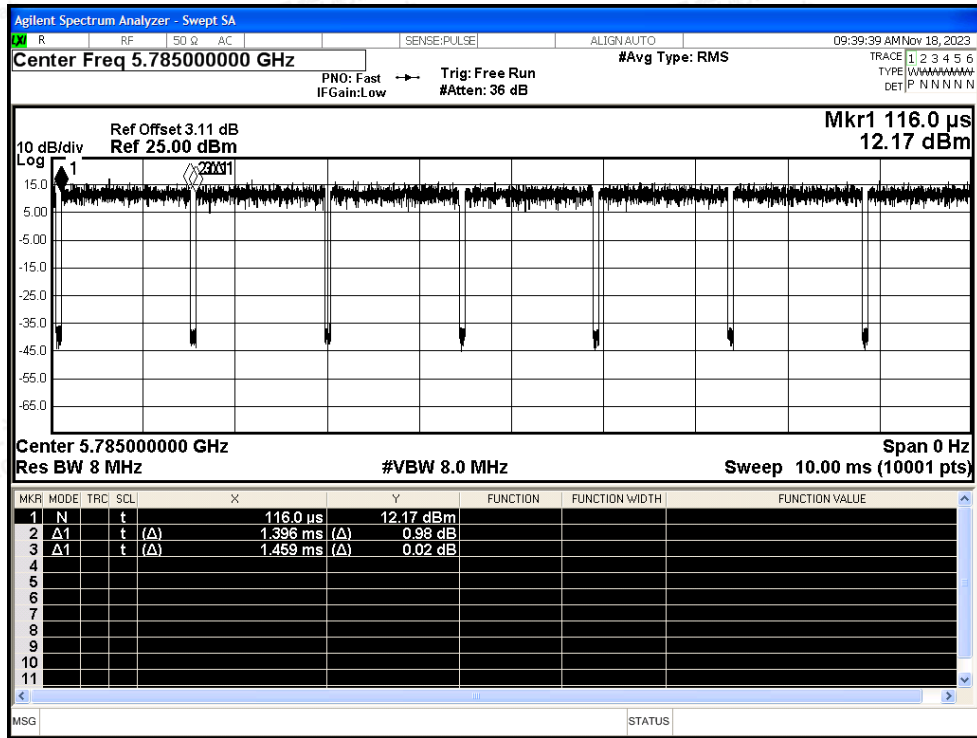 Agilent Spectrum Analyzer - Swept SA
LXI R RF 50 Ω AC SENSE:PULSE ALIGN AUTO 09:39:39 AM Nov 18, 2023
Center Freq 5.785000000 GHz
#Avg Type: RMS
TRACE 1 2 3 4 5 6
PNO: Fast Trig: Free Run
TYPE
IFGain:Low #Atten: 36 dB
DET P N N N N N
Mkr1 116.0 µs
12.17 dBm
Ref Offset 3.11 dB
10 dB/div Ref 25.00 dBm
Log
1
15.0
5.00
-5.00
-15.0
-25.0
-35.0
-45.0
-55.0
-65.0
Center 5.785000000 GHz Span 0 Hz
Res BW 8 MHz #VBW 8.0 MHz Sweep 10.00 ms (10001 pts)
MKR MODE TRC SCL X Y FUNCTION FUNCTION WIDTH FUNCTION VALUE
1 N t 116.0 µs 12.17 dBm
2 Δ1 t (Δ) 1.396 ms (Δ) 0.98 dB
3 Δ1 t (Δ) 1.459 ms (Δ) 0.02 dB
4
5
6
7
8
9
10
11
MSG STATUS